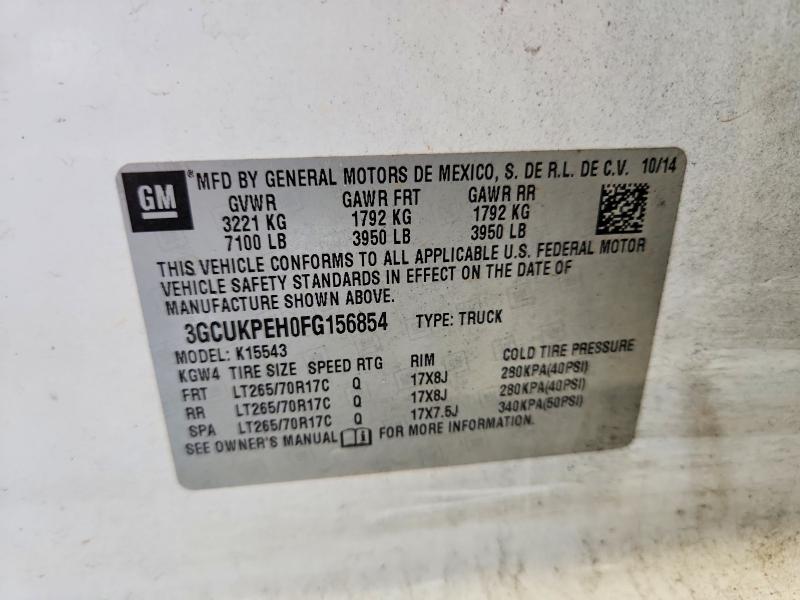 GM ® MFD BY GENERAL MOTORS DE MEXICO, S. DE R.L. DE C.V. 10/14
GVWR GAWR FRT GAWR RR
3221 KG 1792 KG 1792 KG
7100 LB 3950 LB 3950 LB
THIS VEHICLE CONFORMS TO ALL APPLICABLE U.S. FEDERAL MOTOR
VEHICLE SAFETY STANDARDS IN EFFECT ON THE DATE OF
MANUFACTURE SHOWN ABOVE.
3GCUKPEH0FG156854 TYPE: TRUCK
MODEL: K15543
KGW4 TIRE SIZE SPEED RTG RIM COLD TIRE PRESSURE
FRT LT265/70R17C Q 17X8J 280KPA(40PSI)
RR LT265/70R17C Q 17X8J 280KPA(40PSI)
SPA LT265/70R17C Q 17X7.5J 340KPA(50PSI)
SEE OWNER'S MANUAL FOR MORE INFORMATION.